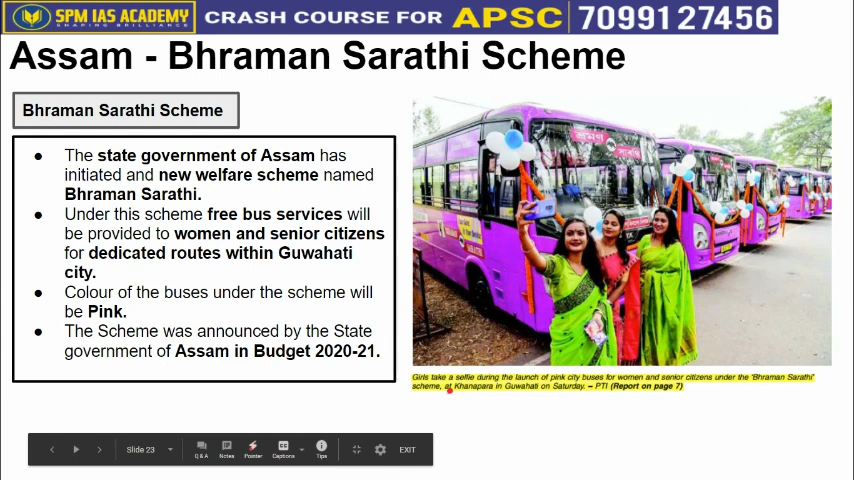 SPM IAS ACADEMY
SHAPING BRILLIANCE
CRASH COURSE FOR APSC 7099127456
Assam - Bhraman Sarathi Scheme
Bhraman Sarathi Scheme
● The state government of Assam has
initiated and new welfare scheme named
Bhraman Sarathi.
● Under this scheme free bus services will
be provided to women and senior citizens
for dedicated routes within Guwahati
city.
● Colour of the buses under the scheme will
be Pink.
● The Scheme was announced by the State
government of Assam in Budget 2020-21.
ভ্ৰমণ
সাৰথি
Girls take a selfie during the launch of pink city buses for women and senior citizens under the 'Bhraman Sarathi'
scheme, at Khanapara in Guwahati on Saturday. – PTI (Report on page 7)
Slide 23
Q & A
Notes
Pointer
CC
Captions
Tips
EXIT